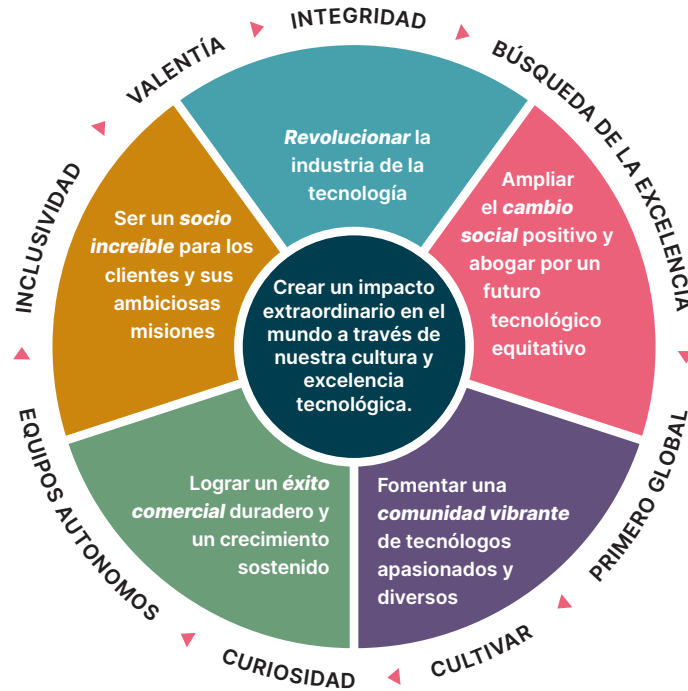 INTEGRIDAD
BÚSQUEDA DE LA EXCELENCIA
PRIMERO GLOBAL
CULTIVAR
CURIOSIDAD
EQUIPOS AUTONOMOS
INCLUSIVIDAD
VALENTÍA
Revolucionar la
industria de la
tecnología
Ampliar
el cambio
social positivo y
abogar por un
futuro
tecnológico
equitativo
Fomentar una
comunidad vibrante
de tecnólogos
apasionados y
diversos
Lograr un éxito
comercial duradero y
un crecimiento
sostenido
Ser un socio
increíble para los
clientes y sus
ambiciosas
misiones
Crear un impacto
extraordinario en el
mundo a través de
nuestra cultura y
excelencia
tecnológica.